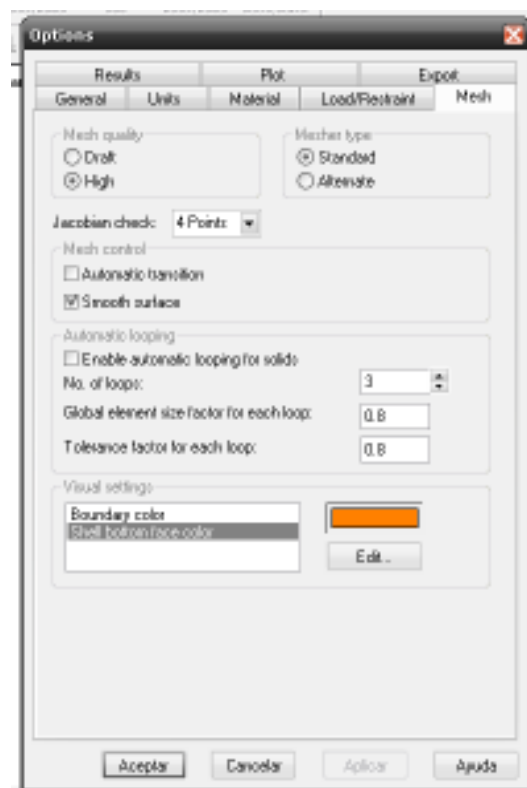 Options
Results Plot Export
General Units Material Load/Restraint Mesh
Mesh quality Mesher type
Draft Standard
High Alternate
Jacobian check: 4 Points
Mesh control
Automatic transition
Smooth surface
Automatic looping
Enable automatic looping for solids
No. of loops: 3
Global element size factor for each loop: 0.8
Tolerance factor for each loop: 0.8
Visual settings
Boundary color
Shell bottom face color
Edit...
Aceptar Cancelar Aplicar Ayuda